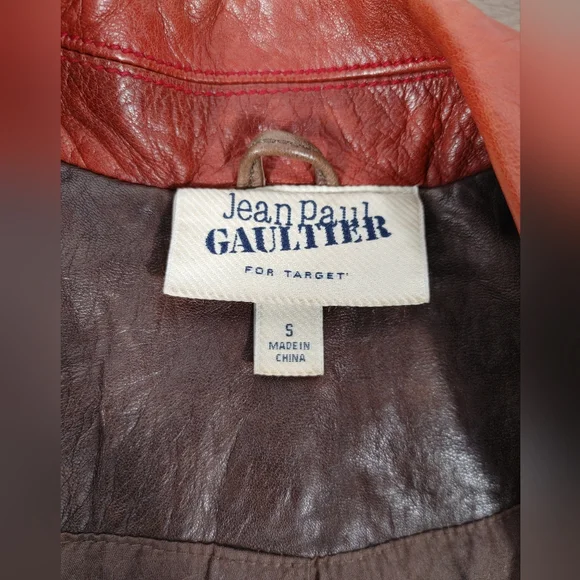 Jean Paul
GAULTIER
FOR TARGET
S
MADE IN
CHINA